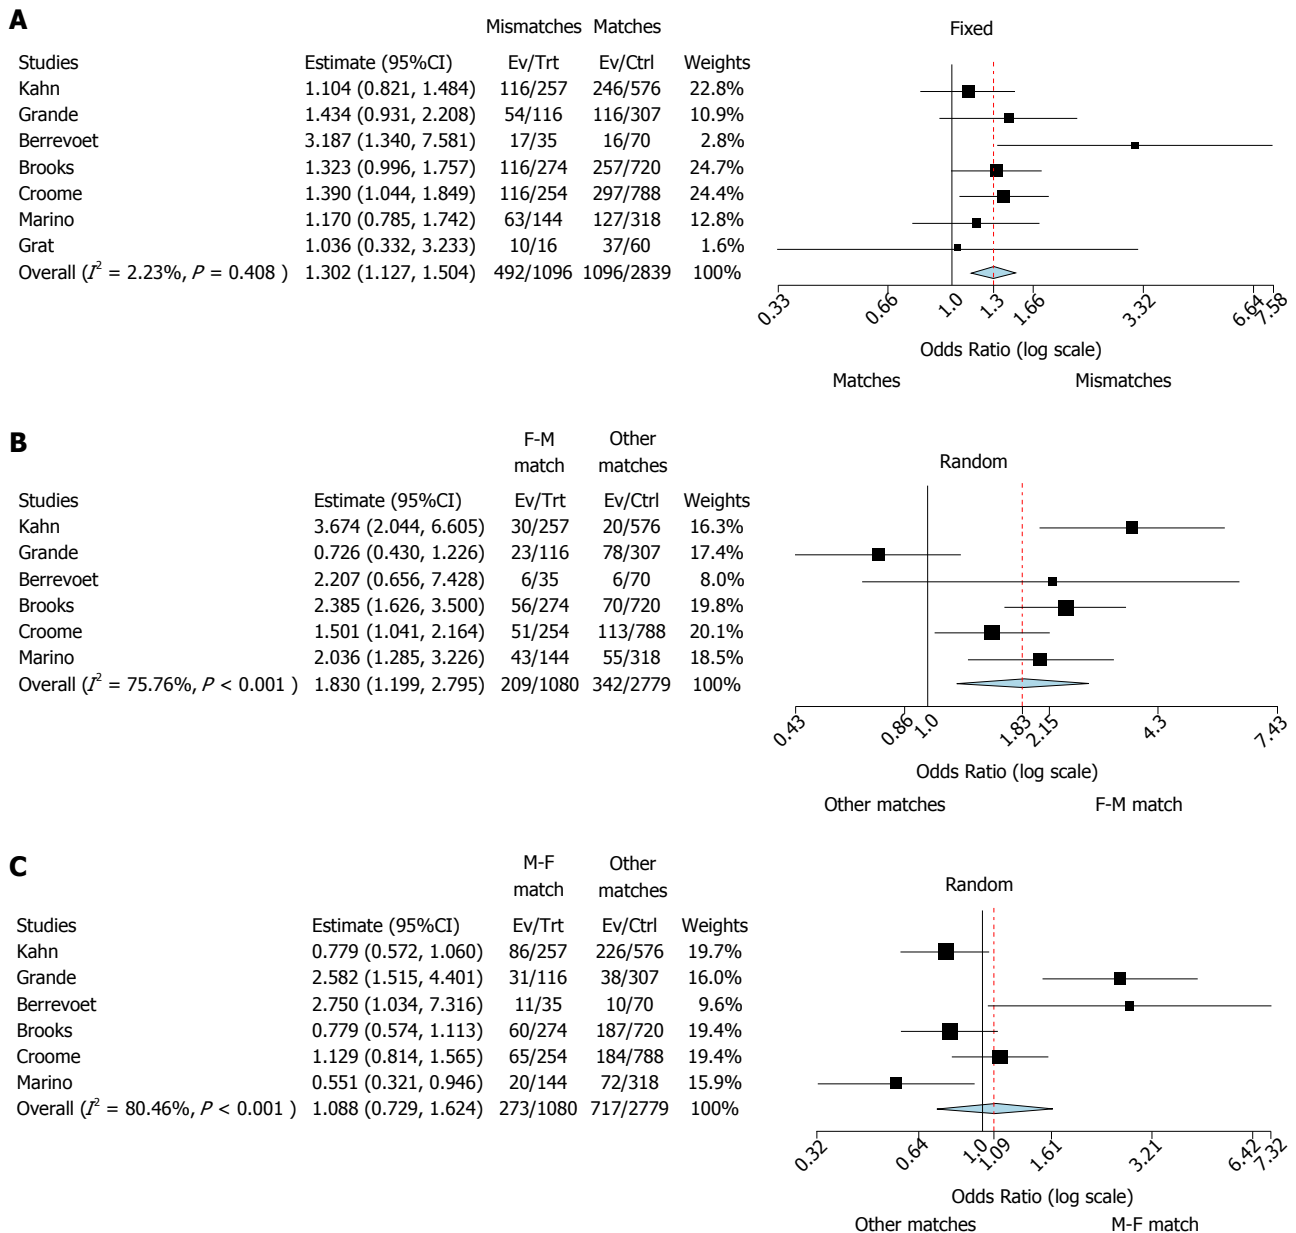 A
Mismatches Matches Fixed
Studies Estimate (95%CI) Ev/Trt Ev/Ctrl Weights
Kahn 1.104 (0.821, 1.484) 116/257 246/576 22.8%
Grande 1.434 (0.931, 2.208) 54/116 116/307 10.9%
Berrevoet 3.187 (1.340, 7.581) 17/35 16/70 2.8%
Brooks 1.323 (0.996, 1.757) 116/274 257/720 24.7%
Croome 1.390 (1.044, 1.849) 116/254 297/788 24.4%
Marino 1.170 (0.785, 1.742) 63/144 127/318 12.8%
Grat 1.036 (0.332, 3.233) 10/16 37/60 1.6%
Overall (I² = 2.23%, P = 0.408 ) 1.302 (1.127, 1.504) 492/1096 1096/2839 100%
0.33 0.66 1.0 1.3 1.66 3.32 6.64 7.58
Odds Ratio (log scale)
Matches Mismatches
B
F-M Other
match matches Random
Studies Estimate (95%CI) Ev/Trt Ev/Ctrl Weights
Kahn 3.674 (2.044, 6.605) 30/257 20/576 16.3%
Grande 0.726 (0.430, 1.226) 23/116 78/307 17.4%
Berrevoet 2.207 (0.656, 7.428) 6/35 6/70 8.0%
Brooks 2.385 (1.626, 3.500) 56/274 70/720 19.8%
Croome 1.501 (1.041, 2.164) 51/254 113/788 20.1%
Marino 2.036 (1.285, 3.226) 43/144 55/318 18.5%
Overall (I² = 75.76%, P < 0.001 ) 1.830 (1.199, 2.795) 209/1080 342/2779 100%
0.43 0.86 1.0 1.83 2.15 4.3 7.43
Odds Ratio (log scale)
Other matches F-M match
C
M-F Other
match matches Random
Studies Estimate (95%CI) Ev/Trt Ev/Ctrl Weights
Kahn 0.779 (0.572, 1.060) 86/257 226/576 19.7%
Grande 2.582 (1.515, 4.401) 31/116 38/307 16.0%
Berrevoet 2.750 (1.034, 7.316) 11/35 10/70 9.6%
Brooks 0.779 (0.574, 1.113) 60/274 187/720 19.4%
Croome 1.129 (0.814, 1.565) 65/254 184/788 19.4%
Marino 0.551 (0.321, 0.946) 20/144 72/318 15.9%
Overall (I² = 80.46%, P < 0.001 ) 1.088 (0.729, 1.624) 273/1080 717/2779 100%
0.32 0.64 1.0 1.09 1.61 3.21 6.42 7.32
Odds Ratio (log scale)
Other matches M-F match